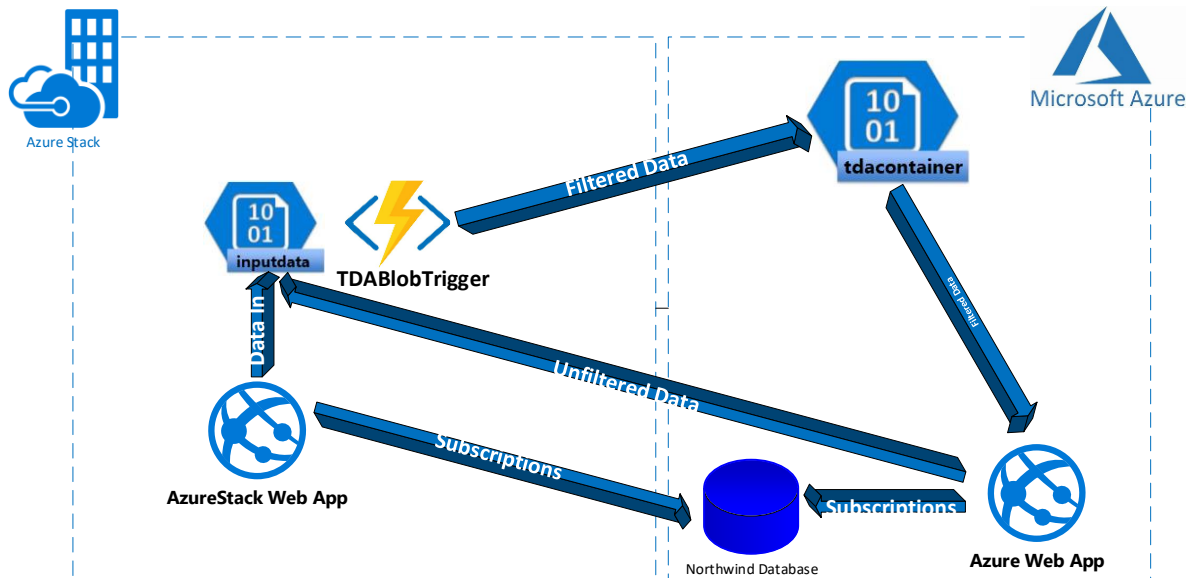 Azure Stack
Microsoft Azure
10
01
tdacontainer
Filtered Data
10
01
inputdata
TDABlobTrigger
Filtered Data
Data In
Unfiltered Data
Subscriptions
AzureStack Web App
Subscriptions
Azure Web App
Northwind Database